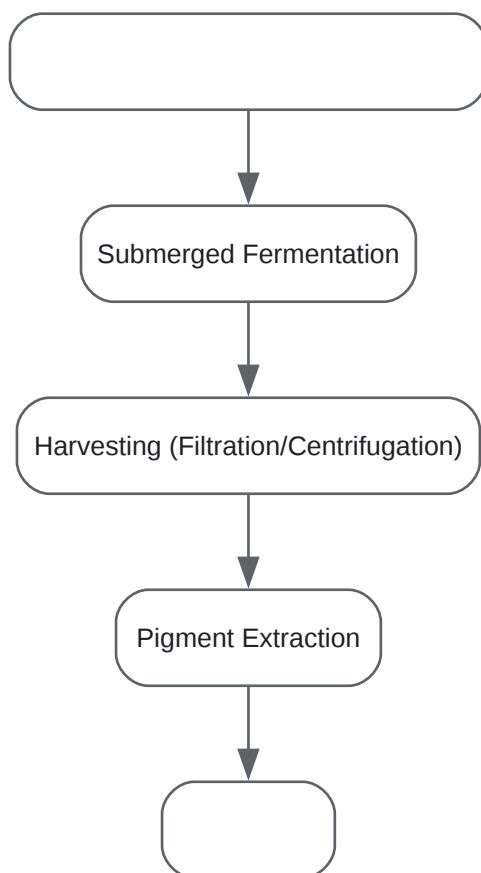 Submerged Fermentation
Harvesting (Filtration/Centrifugation)
Pigment Extraction